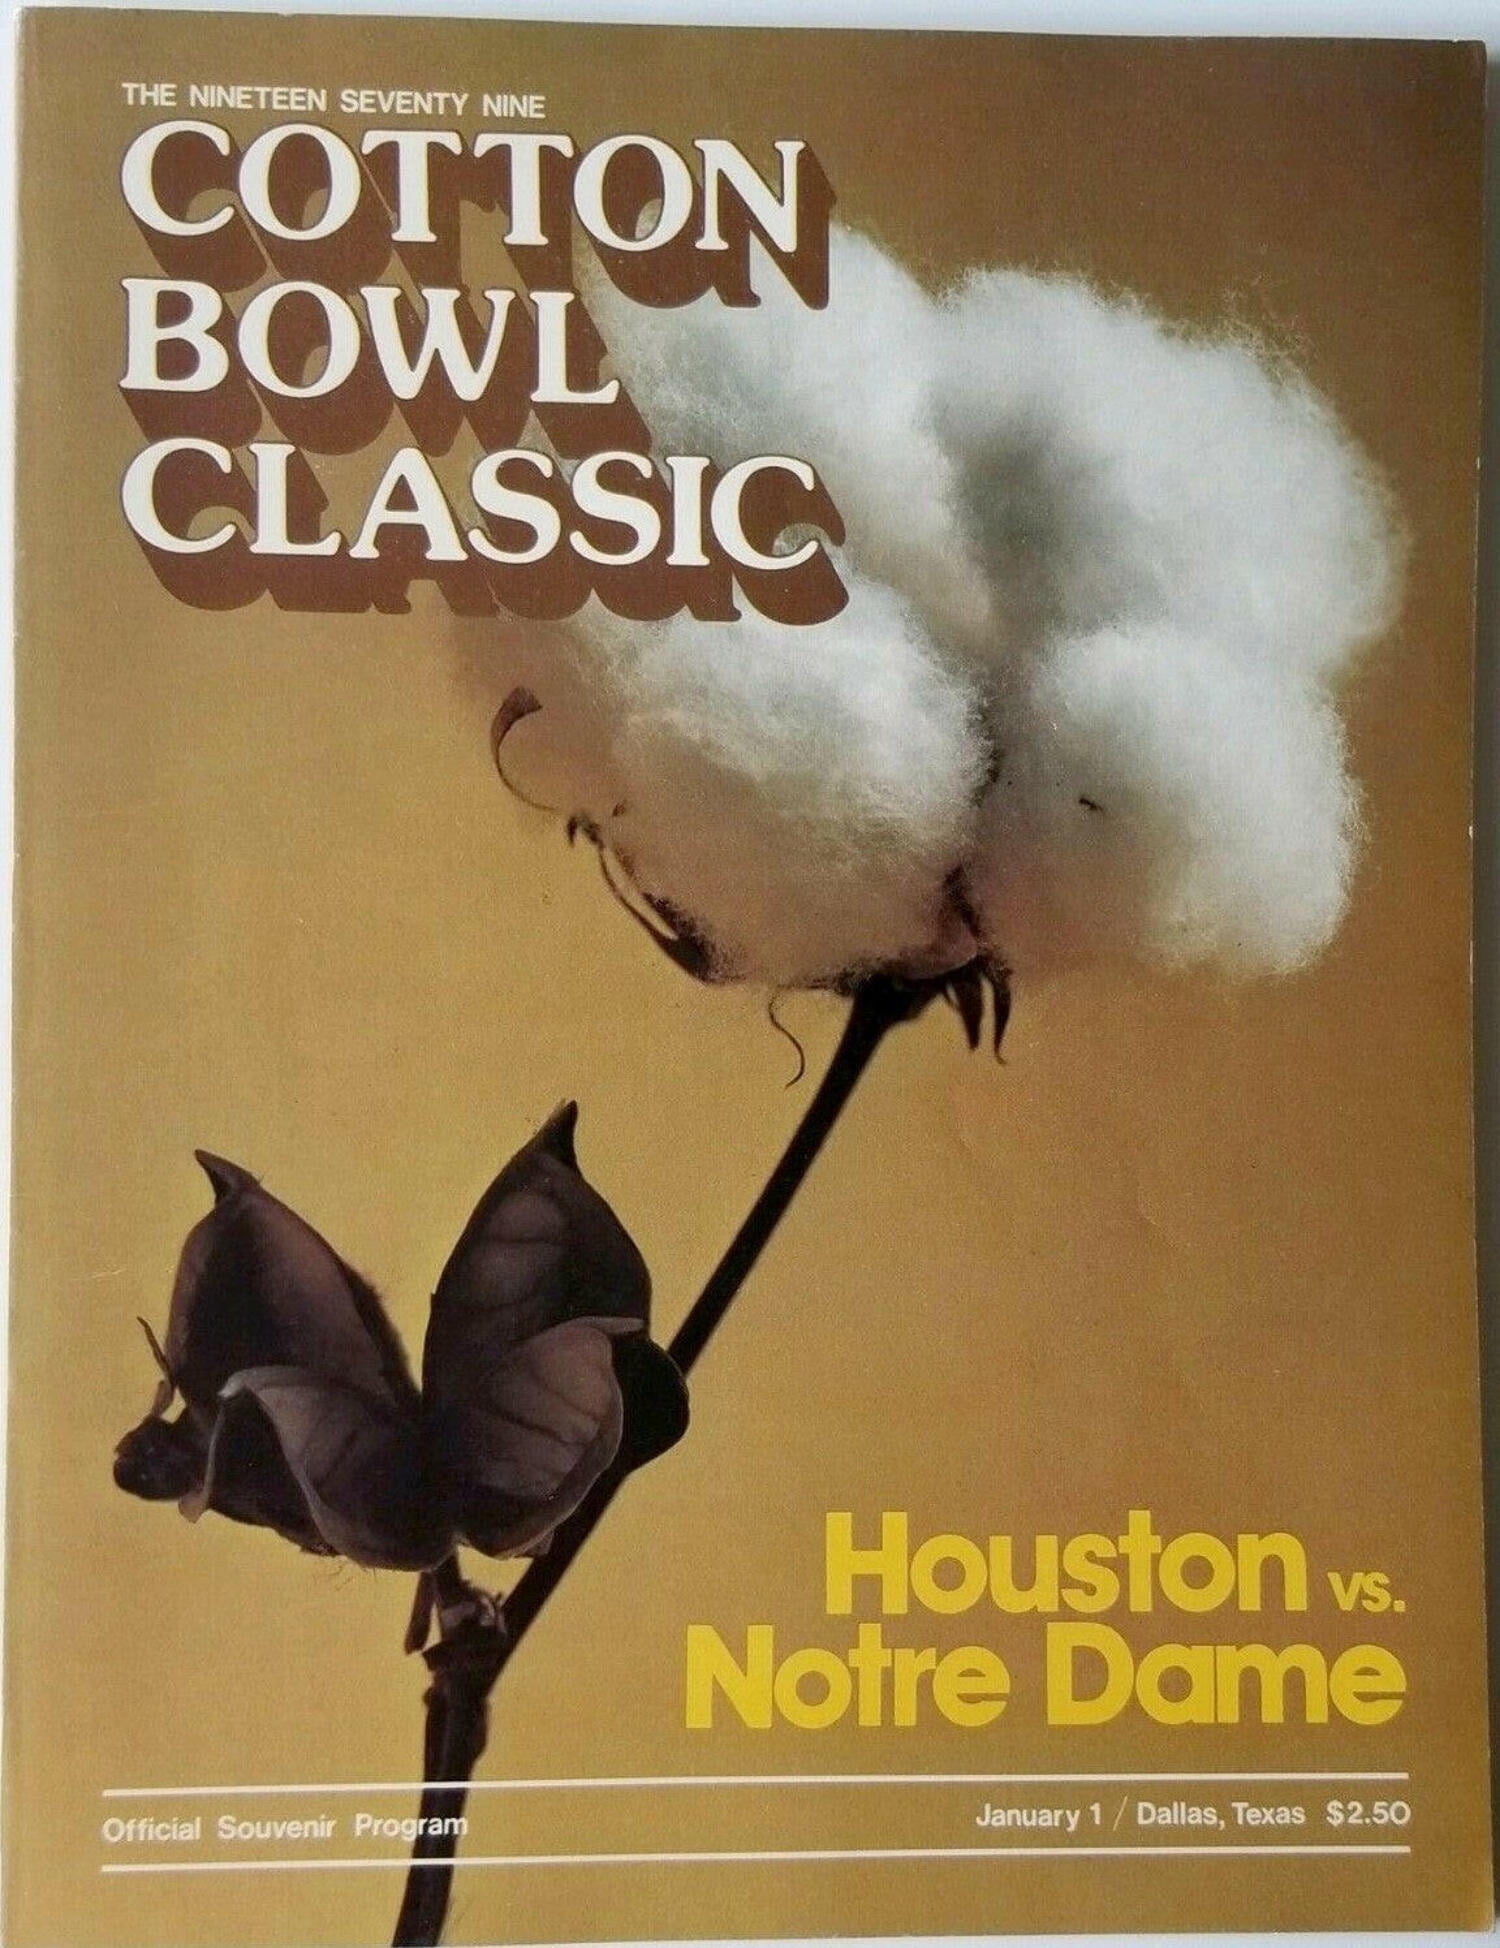 THE NINETEEN SEVENTY NINE
COTTON
BOWL
CLASSIC
Houston vs.
Notre Dame
Official Souvenir Program
January 1 / Dallas, Texas $2.50